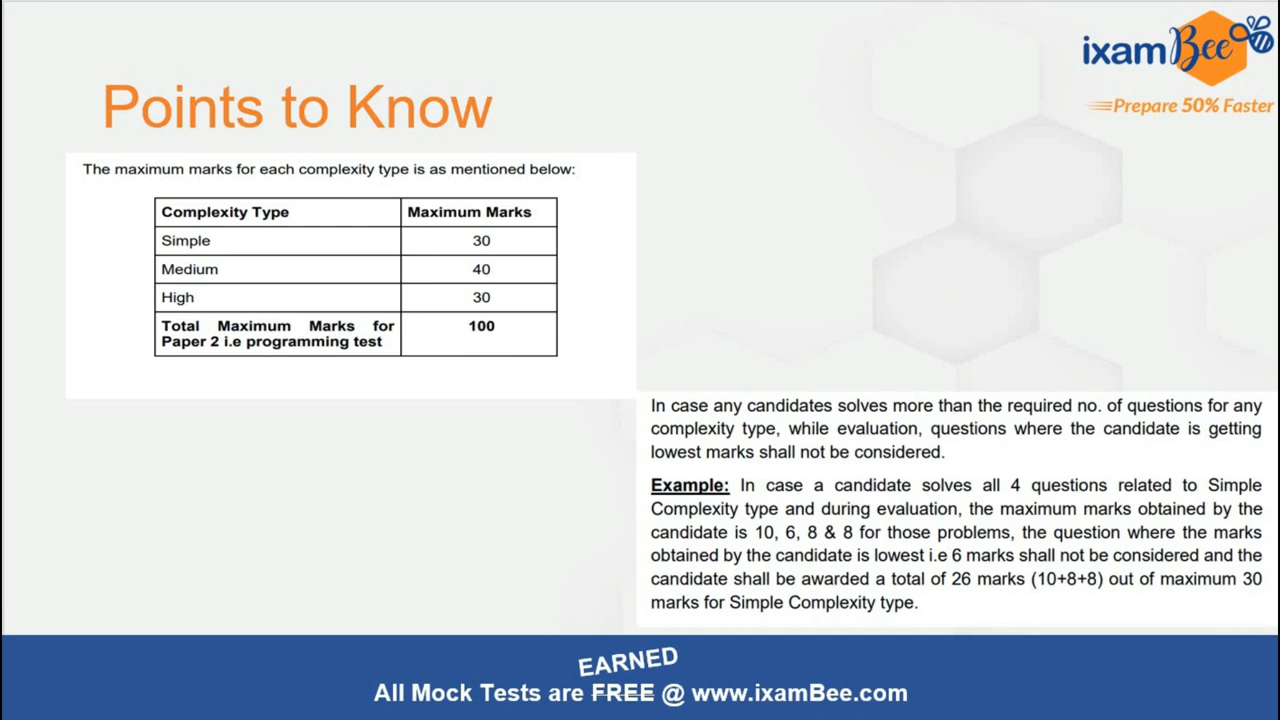 ixamBee
Prepare 50% Faster
Points to Know
The maximum marks for each complexity type is as mentioned below:
Complexity Type Maximum Marks
Simple 30
Medium 40
High 30
Total Maximum Marks for 100
Paper 2 i.e programming test
In case any candidates solves more than the required no. of questions for any
complexity type, while evaluation, questions where the candidate is getting
lowest marks shall not be considered.
Example: In case a candidate solves all 4 questions related to Simple
Complexity type and during evaluation, the maximum marks obtained by the
candidate is 10, 6, 8 & 8 for those problems, the question where the marks
obtained by the candidate is lowest i.e 6 marks shall not be considered and the
candidate shall be awarded a total of 26 marks (10+8+8) out of maximum 30
marks for Simple Complexity type.
EARNED
All Mock Tests are FREE @ www.ixamBee.com